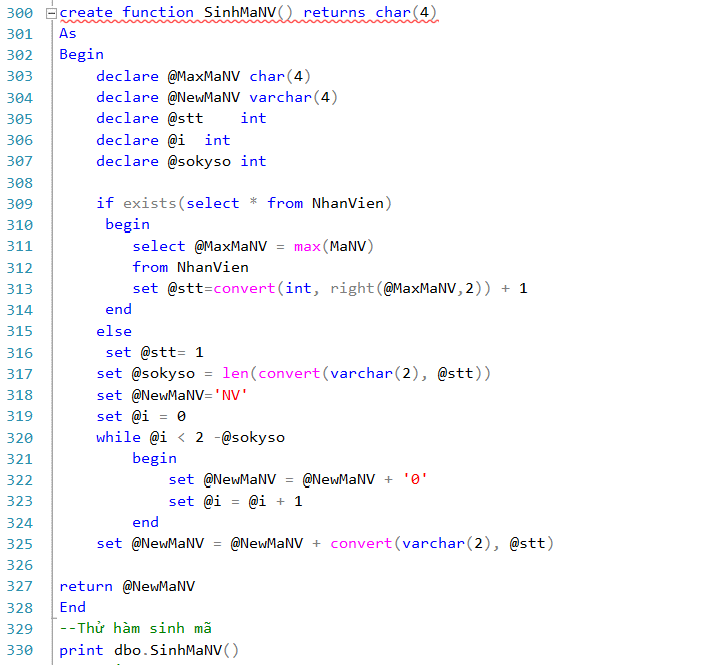 300 create function SinhMaNV() returns char(4)
301 As
302 Begin
303 declare @MaxMaNV char(4)
304 declare @NewMaNV varchar(4)
305 declare @stt int
306 declare @i int
307 declare @sokyso int
308
309 if exists(select * from NhanVien)
310 begin
311 select @MaxMaNV = max(MaNV)
312 from NhanVien
313 set @stt=convert(int, right(@MaxMaNV,2)) + 1
314 end
315 else
316 set @stt= 1
317 set @sokyso = len(convert(varchar(2), @stt))
318 set @NewMaNV='NV'
319 set @i = 0
320 while @i < 2 -@sokyso
321 begin
322 set @NewMaNV = @NewMaNV + '0'
323 set @i = @i + 1
324 end
325 set @NewMaNV = @NewMaNV + convert(varchar(2), @stt)
326
327 return @NewMaNV
328 End
329 --Thử hàm sinh mã
330 print dbo.SinhMaNV()